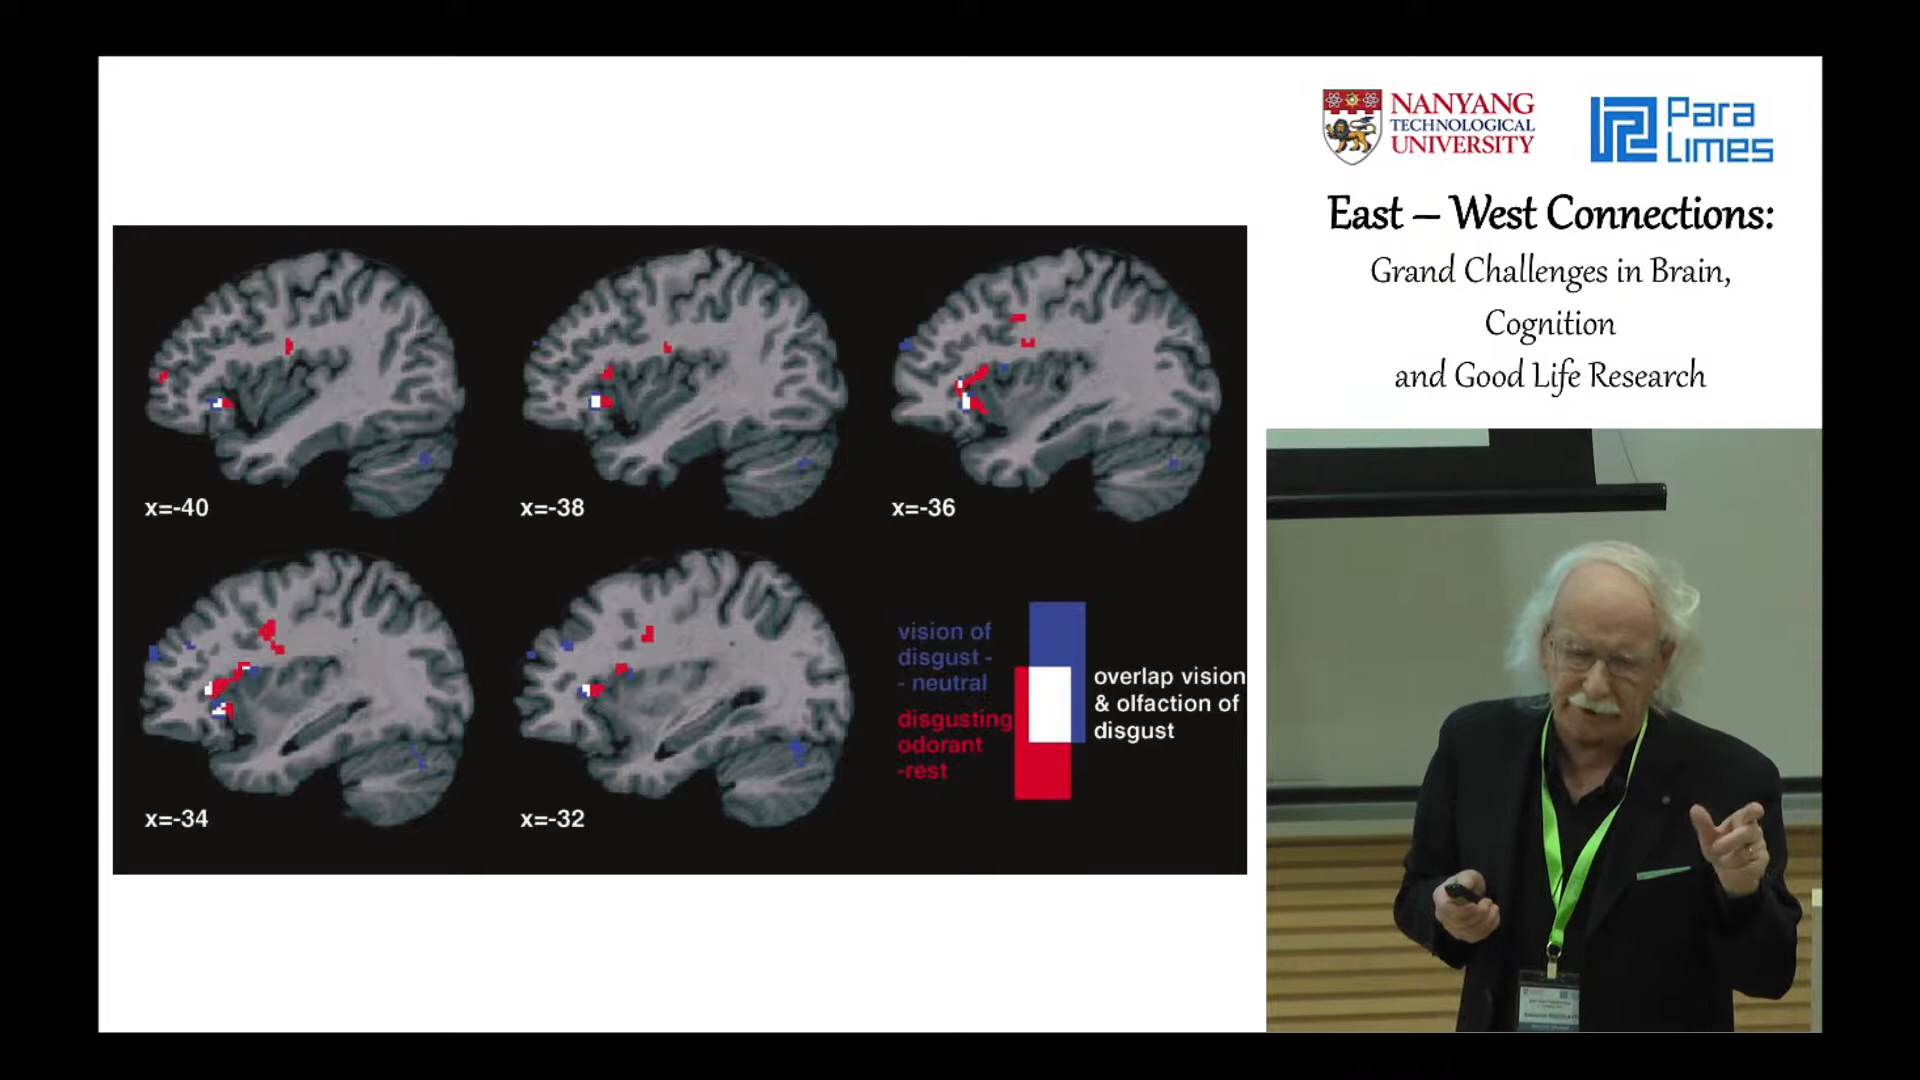 NANYANG
TECHNOLOGICAL
UNIVERSITY
Para
Limes
East – West Connections:
Grand Challenges in Brain,
Cognition
and Good Life Research
x=-40
x=-38
x=-36
x=-34
x=-32
vision of
disgust -
- neutral
disgusting
odorant
-rest
overlap vision
& olfaction of
disgust